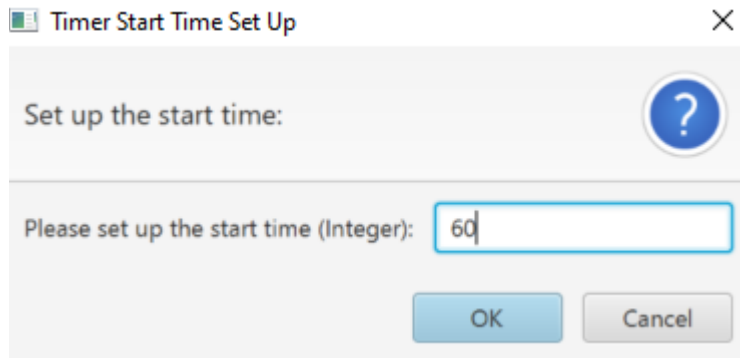 Timer Start Time Set Up
Set up the start time:
?
Please set up the start time (Integer): 60
OK Cancel